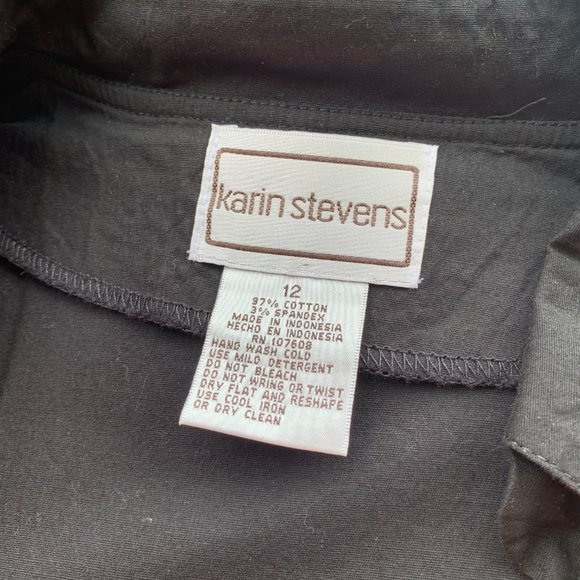 karin stevens
12
97% COTTON
3% SPANDEX
MADE IN INDONESIA
HECHO EN INDONESIA
RN 107608
HAND WASH COLD
USE MILD DETERGENT
DO NOT BLEACH
DO NOT WRING OR TWIST
DRY FLAT AND RESHAPE
USE COOL IRON
OR DRY CLEAN